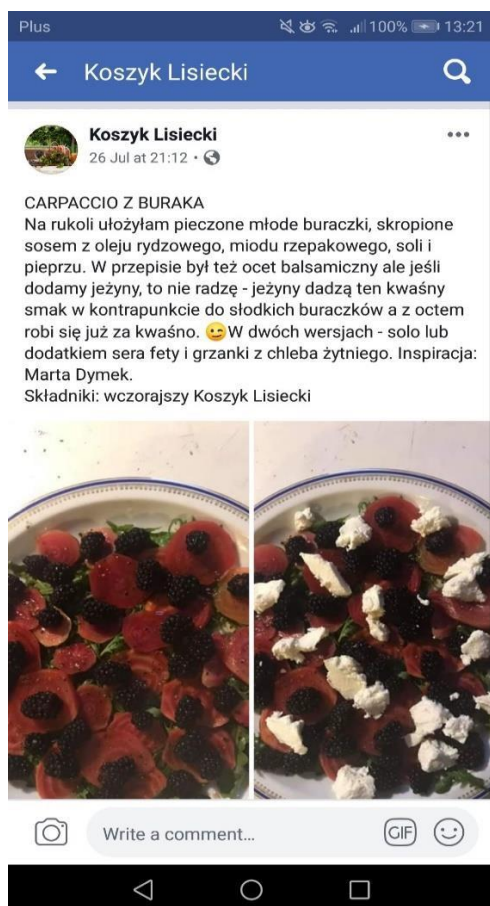 Plus 100% 13:21
Koszyk Lisiecki
Koszyk Lisiecki
26 Jul at 21:12 •
CARPACCIO Z BURAKA
Na rukoli ułożyłam pieczone młode buraczki, skropione
sosem z oleju rydzowego, miodu rzepakowego, soli i
pieprzu. W przepisie był też ocet balsamiczny ale jeśli
dodamy jeżyny, to nie radzę - jeżyny dadzą ten kwaśny
smak w kontrapunkcie do słodkich buraczków a z octem
robi się już za kwaśno. 😉W dwóch wersjach - solo lub
dodatkiem sera fety i grzanki z chleba żytniego. Inspiracja:
Marta Dymek.
Składniki: wczorajszy Koszyk Lisiecki
Write a comment...
GIF